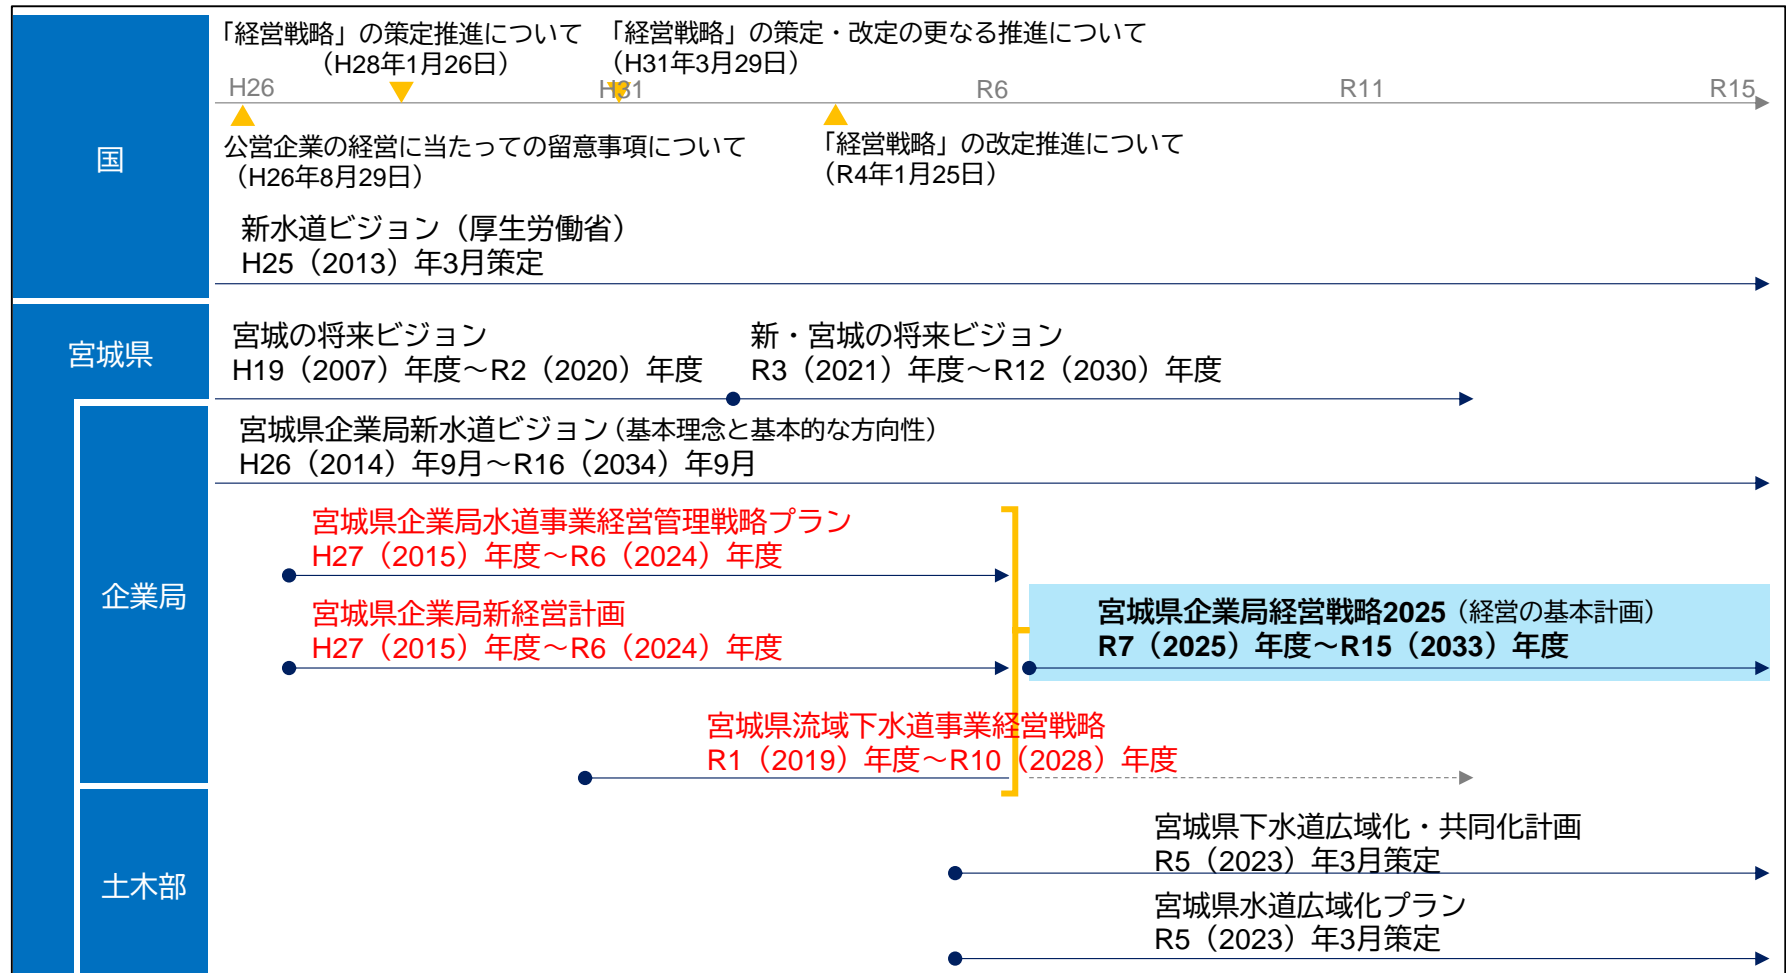 国
「経営戦略」の策定推進について
（H28年1月26日）
「経営戦略」の策定・改定の更なる推進について
（H31年3月29日）
H26
H31
R6
R11
R15
公営企業の経営に当たっての留意事項について
（H26年8月29日）
「経営戦略」の改定推進について
（R4年1月25日）
新水道ビジョン（厚生労働省）
H25（2013）年3月策定
宮城県
宮城の将来ビジョン
H19（2007）年度～R2（2020）年度
新・宮城の将来ビジョン
R3（2021）年度～R12（2030）年度
企業局
宮城県企業局新水道ビジョン（基本理念と基本的な方向性）
H26（2014）年9月～R16（2034）年9月
宮城県企業局水道事業経営管理戦略プラン
H27（2015）年度～R6（2024）年度
宮城県企業局新経営計画
H27（2015）年度～R6（2024）年度
宮城県企業局経営戦略2025（経営の基本計画）
R7（2025）年度～R15（2033）年度
宮城県流域下水道事業経営戦略
R1（2019）年度～R10（2028）年度
土木部
宮城県下水道広域化・共同化計画
R5（2023）年3月策定
宮城県水道広域化プラン
R5（2023）年3月策定